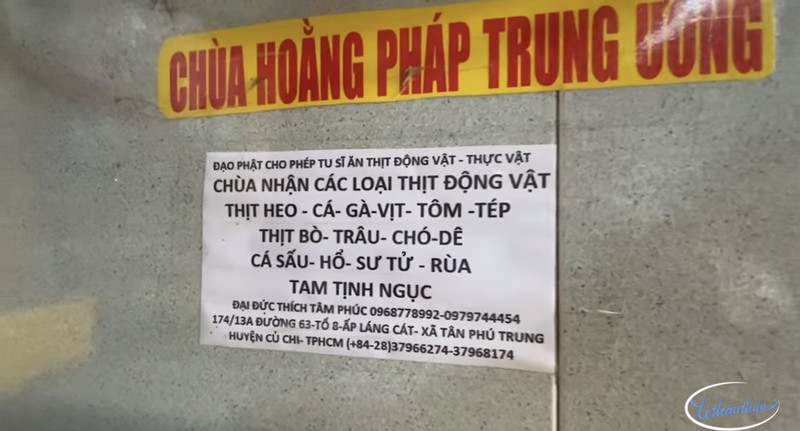 CHÙA HOẰNG PHÁP TRUNG ƯƠNG
ĐẠO PHẬT CHO PHÉP TU SĨ ĂN THỊT ĐỘNG VẬT - THỰC VẬT
CHÙA NHẬN CÁC LOẠI THỊT ĐỘNG VẬT
THỊT HEO - CÁ- GÀ-VỊT- TÔM -TÉP
THỊT BÒ- TRÂU- CHÓ-DÊ
CÁ SẤU- HỔ- SƯ TỬ - RÙA
TAM TỊNH NGỤC
ĐẠI ĐỨC THÍCH TÂM PHÚC 0968778992-0979744454
174/13A ĐƯỜNG 63-TỔ 8-ẤP LÁNG CÁT- XÃ TÂN PHÚ TRUNG
HUYỆN CỦ CHI- TPHCM (+84-28)37966274-37968174